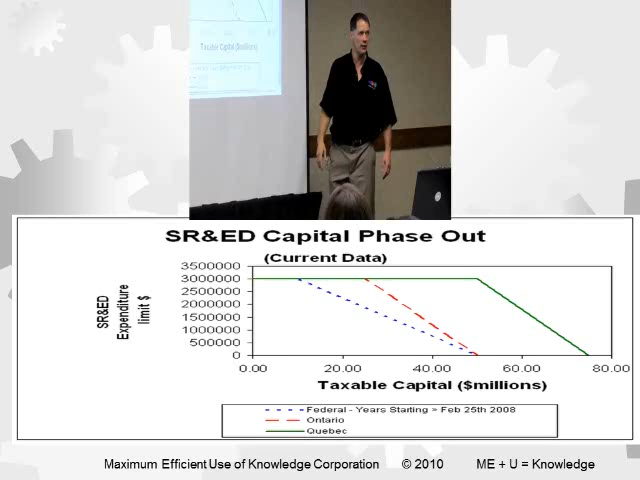 Taxable Capital ($millions)
SR&ED Capital Phase Out
(Current Data)
SR&ED
Expenditure
limit $
3500000
3000000
2500000
2000000
1500000
1000000
500000
0
0.00
20.00
40.00
60.00
80.00
Taxable Capital ($millions)
Federal - Years Starting > Feb 25th 2008
Ontario
Quebec
Maximum Efficient Use of Knowledge Corporation © 2010 ME + U = Knowledge